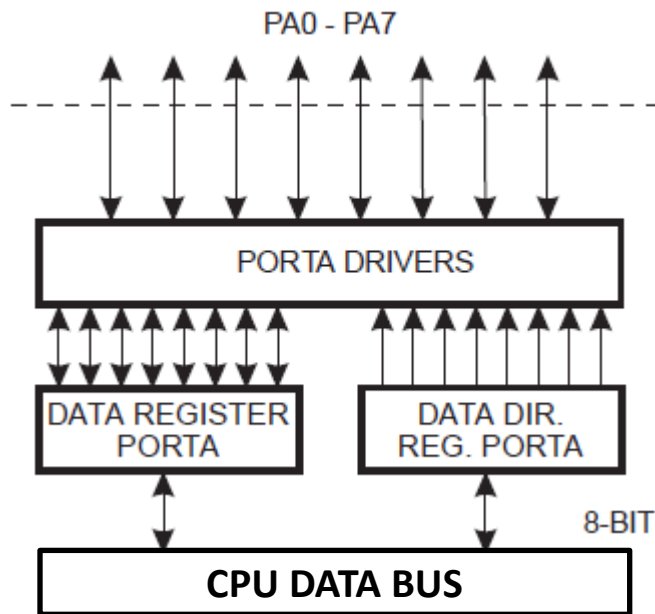 PA0 - PA7
PORTA DRIVERS
DATA REGISTER
PORTA
DATA DIR.
REG. PORTA
8-BIT
CPU DATA BUS